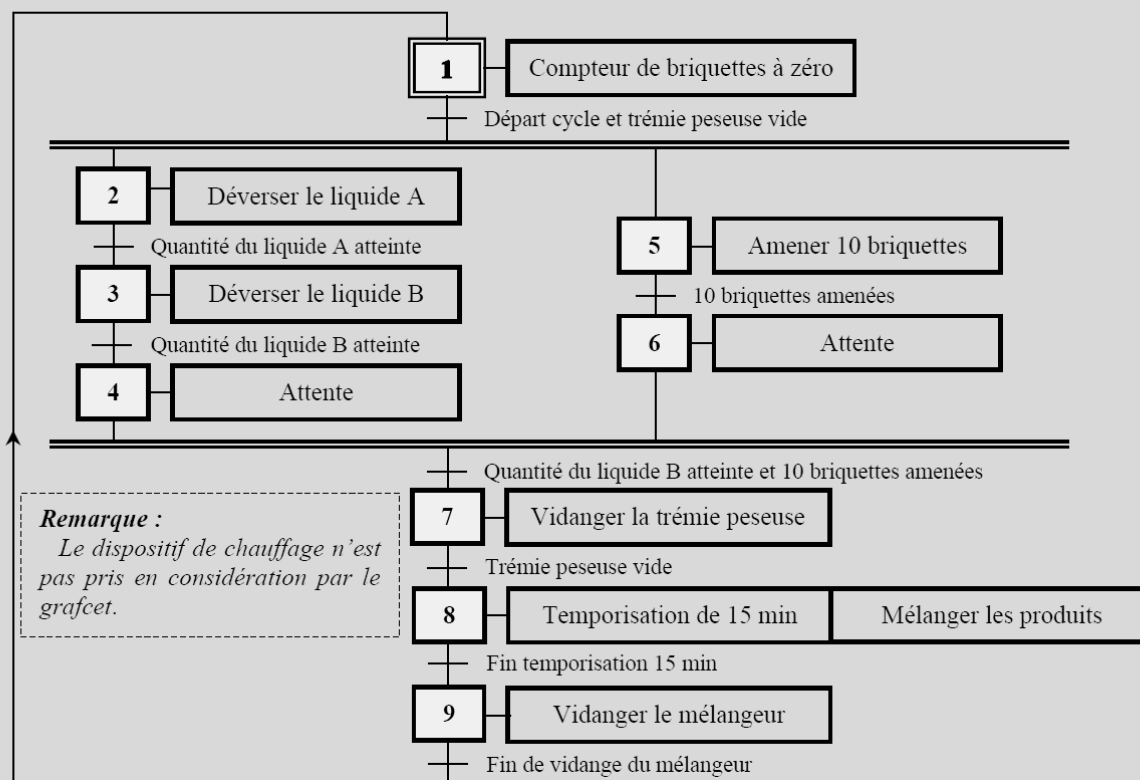 1
Compteur de briquettes à zéro
Départ cycle et trémie peseuse vide
2
Déverser le liquide A
Quantité du liquide A atteinte
3
Déverser le liquide B
Quantité du liquide B atteinte
4
Attente
5
Amener 10 briquettes
10 briquettes amenées
6
Attente
Quantité du liquide B atteinte et 10 briquettes amenées
7
Vidanger la trémie peseuse
Trémie peseuse vide
8
Temporisation de 15 min
Mélanger les produits
Fin temporisation 15 min
9
Vidanger le mélangeur
Fin de vidange du mélangeur
Remarque :
Le dispositif de chauffage n’est
pas pris en considération par le
grafcet.